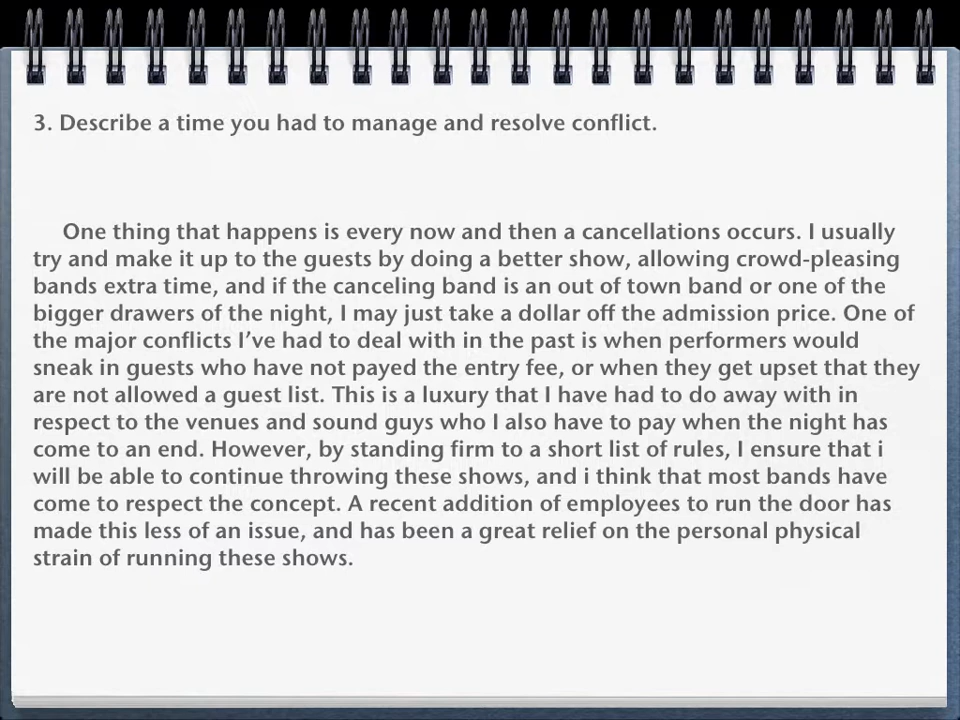 3. Describe a time you had to manage and resolve conflict.
One thing that happens is every now and then a cancellations occurs. I usually
try and make it up to the guests by doing a better show, allowing crowd-pleasing
bands extra time, and if the canceling band is an out of town band or one of the
bigger drawers of the night, I may just take a dollar off the admission price. One of
the major conflicts I’ve had to deal with in the past is when performers would
sneak in guests who have not payed the entry fee, or when they get upset that they
are not allowed a guest list. This is a luxury that I have had to do away with in
respect to the venues and sound guys who I also have to pay when the night has
come to an end. However, by standing firm to a short list of rules, I ensure that i
will be able to continue throwing these shows, and i think that most bands have
come to respect the concept. A recent addition of employees to run the door has
made this less of an issue, and has been a great relief on the personal physical
strain of running these shows.